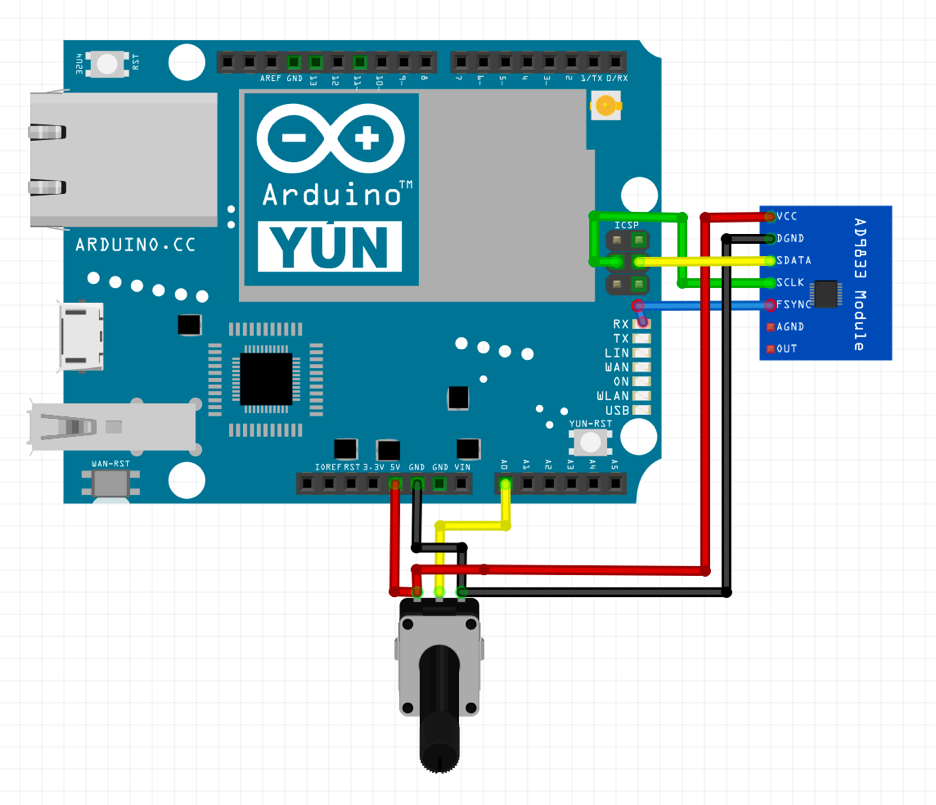 32U4
RST
AREF GND 13 12 11~ 10~ 9~ 8
7 6~ 5~ 4 3~ 2 1/TX 0/RX
Arduino™
YÚN
ARDUINO.CC
ICSP
RX
TX
LIN
WAN
ON
WLAN
USB
YUN-RST
WAN-RST
IOREF RST 3.3V 5V GND GND VIN
A0 A1 A2 A3 A4 A5
VCC
DGND
SDATA
SCLK
FSYNC
AGND
OUT
AD9833 Module